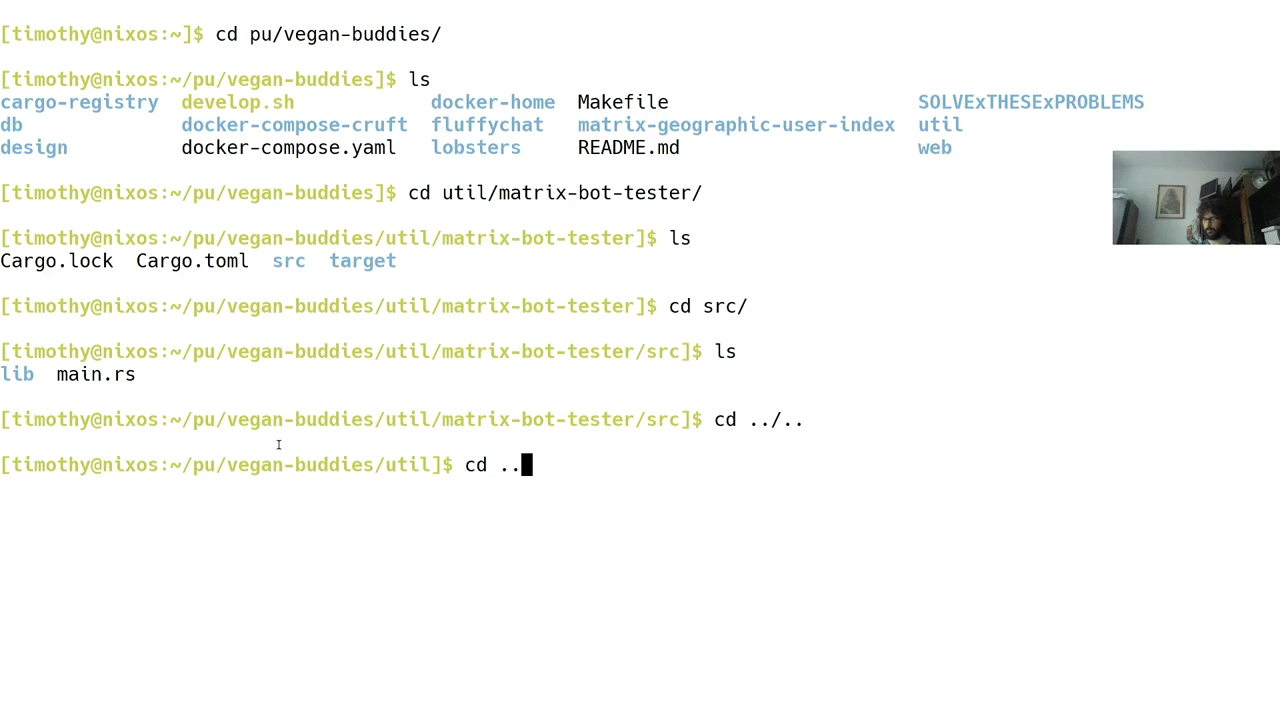 [timothy@nixos:~]$ cd pu/vegan-buddies/
[timothy@nixos:~/pu/vegan-buddies]$ ls
cargo-registry  develop.sh            docker-home  Makefile                      SOLVExTHESExPROBLEMS
db              docker-compose-cruft  fluffychat   matrix-geographic-user-index  util
design          docker-compose.yaml   lobsters     README.md                     web
[timothy@nixos:~/pu/vegan-buddies]$ cd util/matrix-bot-tester/
[timothy@nixos:~/pu/vegan-buddies/util/matrix-bot-tester]$ ls
Cargo.lock  Cargo.toml  src  target
[timothy@nixos:~/pu/vegan-buddies/util/matrix-bot-tester]$ cd src/
[timothy@nixos:~/pu/vegan-buddies/util/matrix-bot-tester/src]$ ls
lib  main.rs
[timothy@nixos:~/pu/vegan-buddies/util/matrix-bot-tester/src]$ cd ../..
[timothy@nixos:~/pu/vegan-buddies/util]$ cd ..